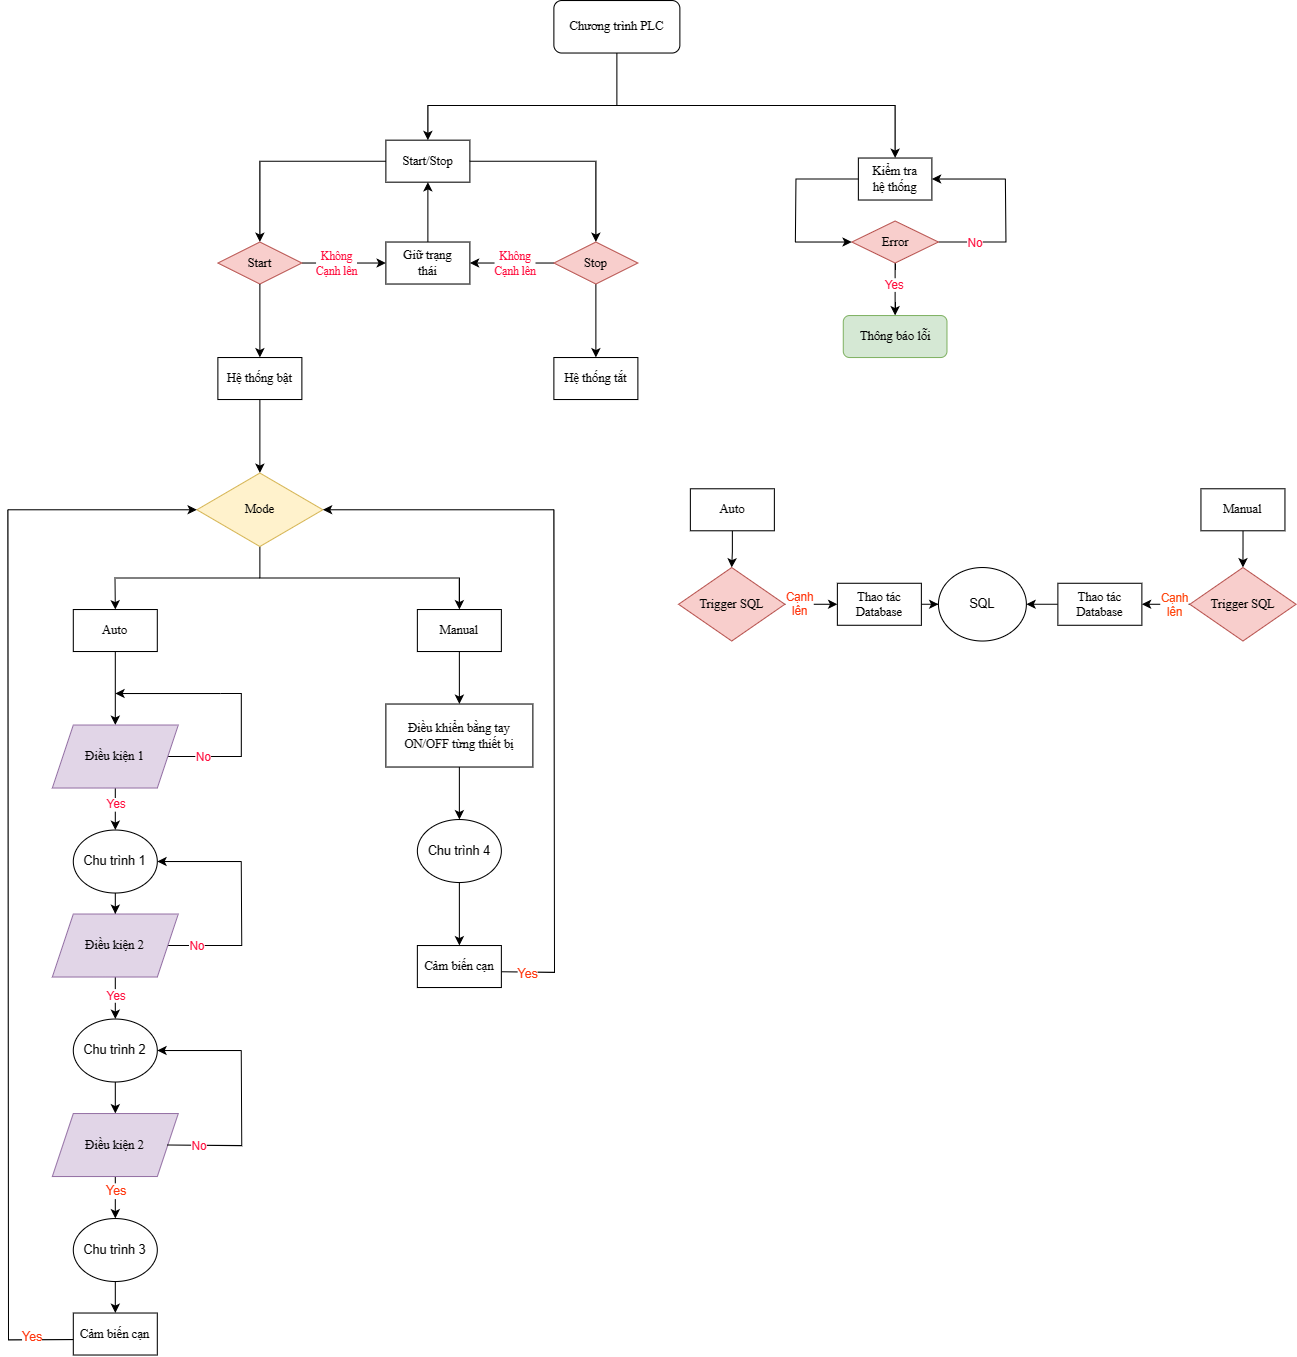 Chương trình PLC
Start/Stop
Kiểm tra
hệ thống
Start
Không
Cạnh lên
Giữ trạng
thái
Không
Cạnh lên
Stop
Error
No
Yes
Thông báo lỗi
Hệ thống bật
Hệ thống tắt
Mode
Auto
Manual
Điều kiện 1
No
Yes
Chu trình 1
Điều kiện 2
No
Yes
Chu trình 2
Điều kiện 2
No
Yes
Chu trình 3
Cảm biến cạn
Yes
Điều khiển bằng tay
ON/OFF từng thiết bị
Chu trình 4
Cảm biến cạn
Yes
Auto
Manual
Trigger SQL
Cạnh
lên
Thao tác
Database
SQL
Thao tác
Database
Cạnh
lên
Trigger SQL